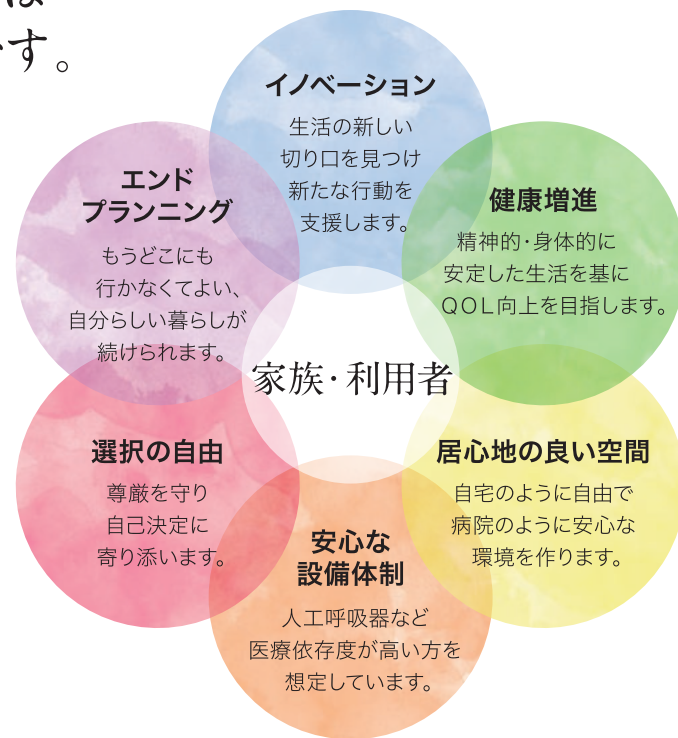 は
す。
イノベーション
生活の新しい
切り口を見つけ
新たな行動を
支援します。
健康増進
精神的・身体的に
安定した生活を基に
QOL向上を目指します。
エンド
プランニング
もうどこにも
行かなくてよい、
自分らしい暮らしが
続けられます。
家族・利用者
選択の自由
尊厳を守り
自己決定に
寄り添います。
居心地の良い空間
自宅のように自由で
病院のように安心な
環境を作ります。
安心な
設備体制
人工呼吸器など
医療依存度が高い方を
想定しています。